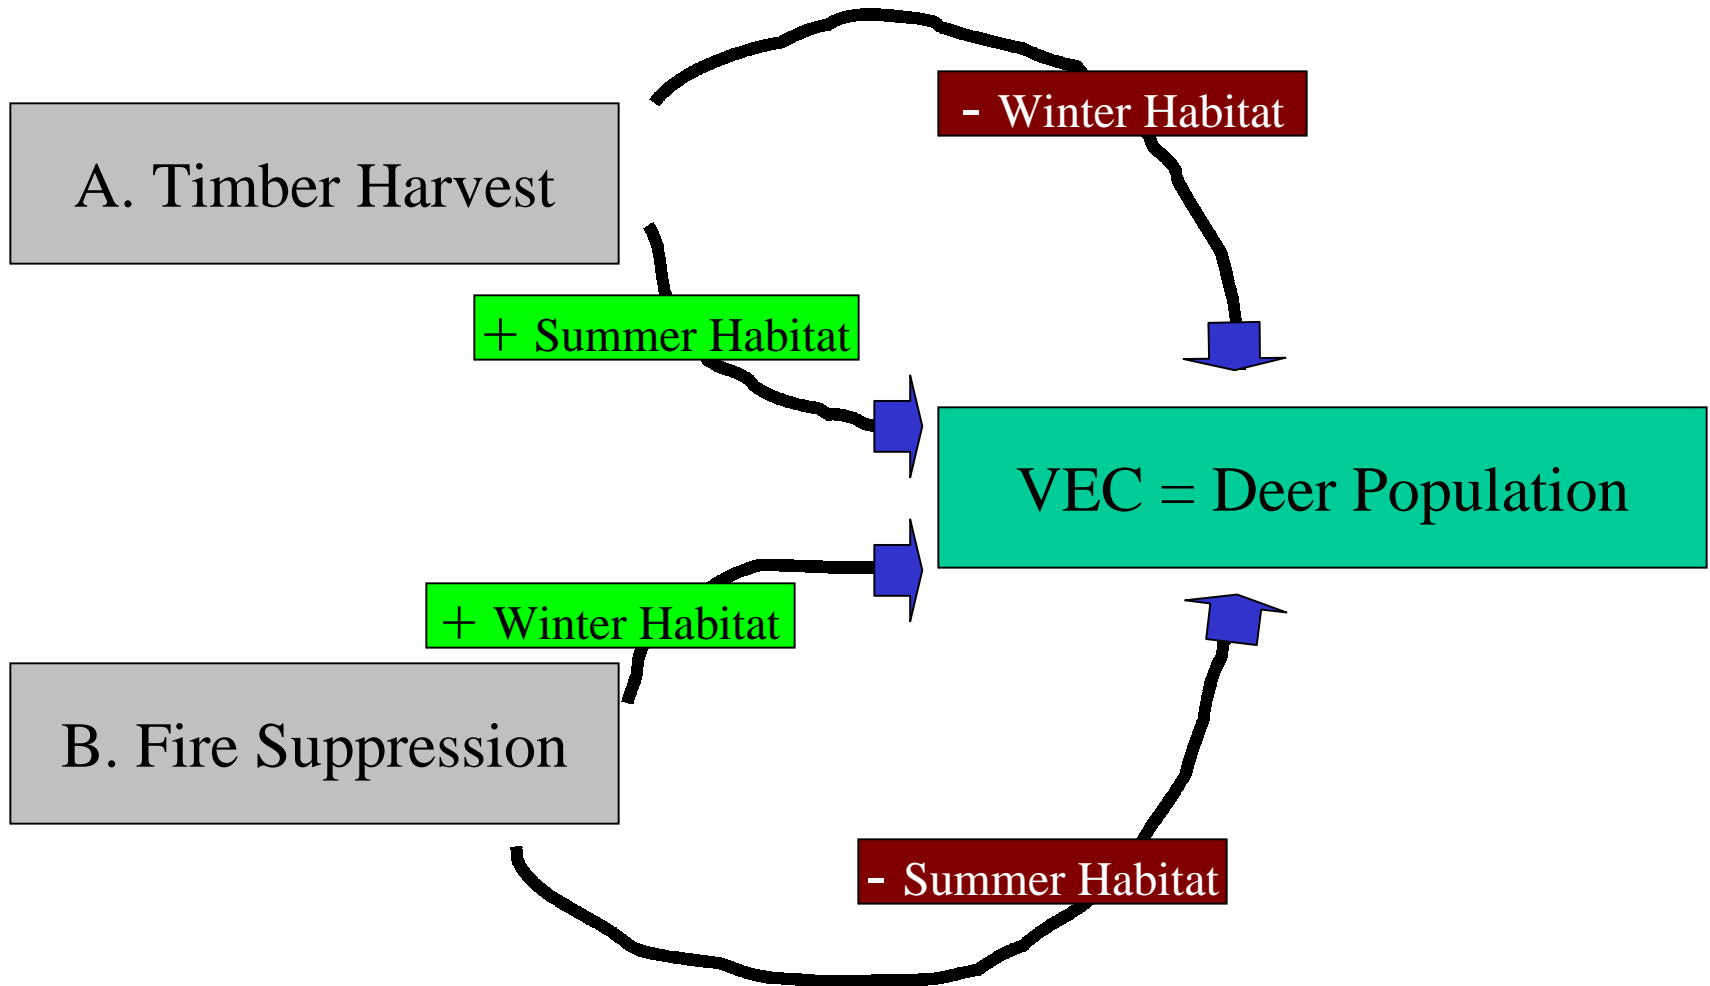 - Winter Habitat
A. Timber Harvest
+ Summer Habitat
VEC = Deer Population
+ Winter Habitat
B. Fire Suppression
- Summer Habitat